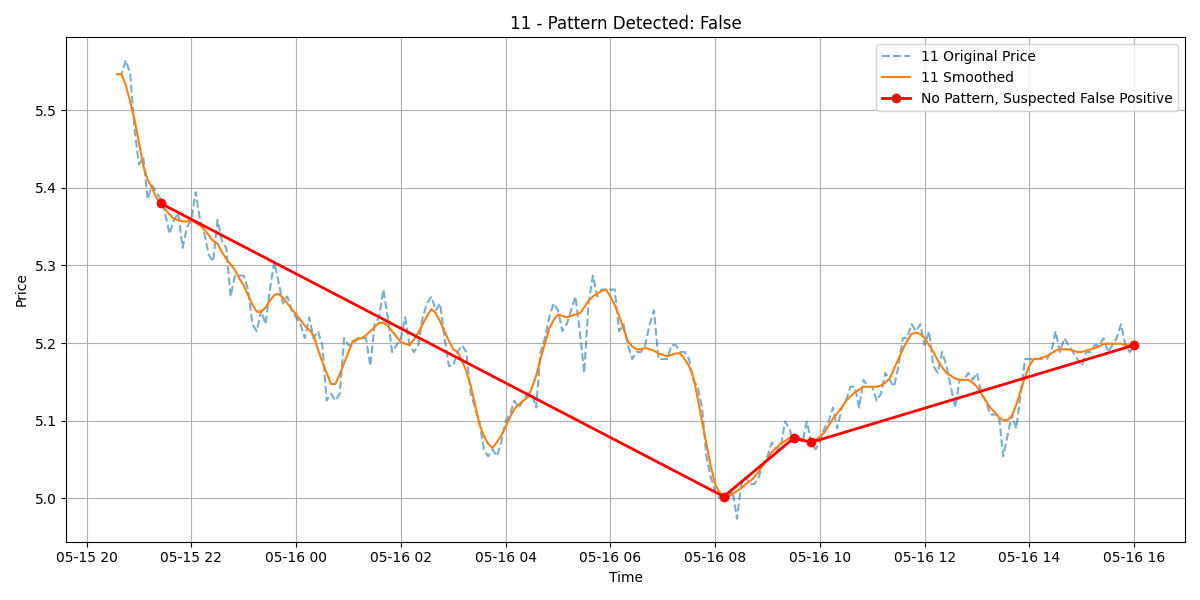 11 - Pattern Detected: False
11 Original Price
11 Smoothed
No Pattern, Suspected False Positive
Price
5.5
5.4
5.3
5.2
5.1
5.0
05-15 20
05-15 22
05-16 00
05-16 02
05-16 04
05-16 06
05-16 08
05-16 10
05-16 12
05-16 14
05-16 16
Time